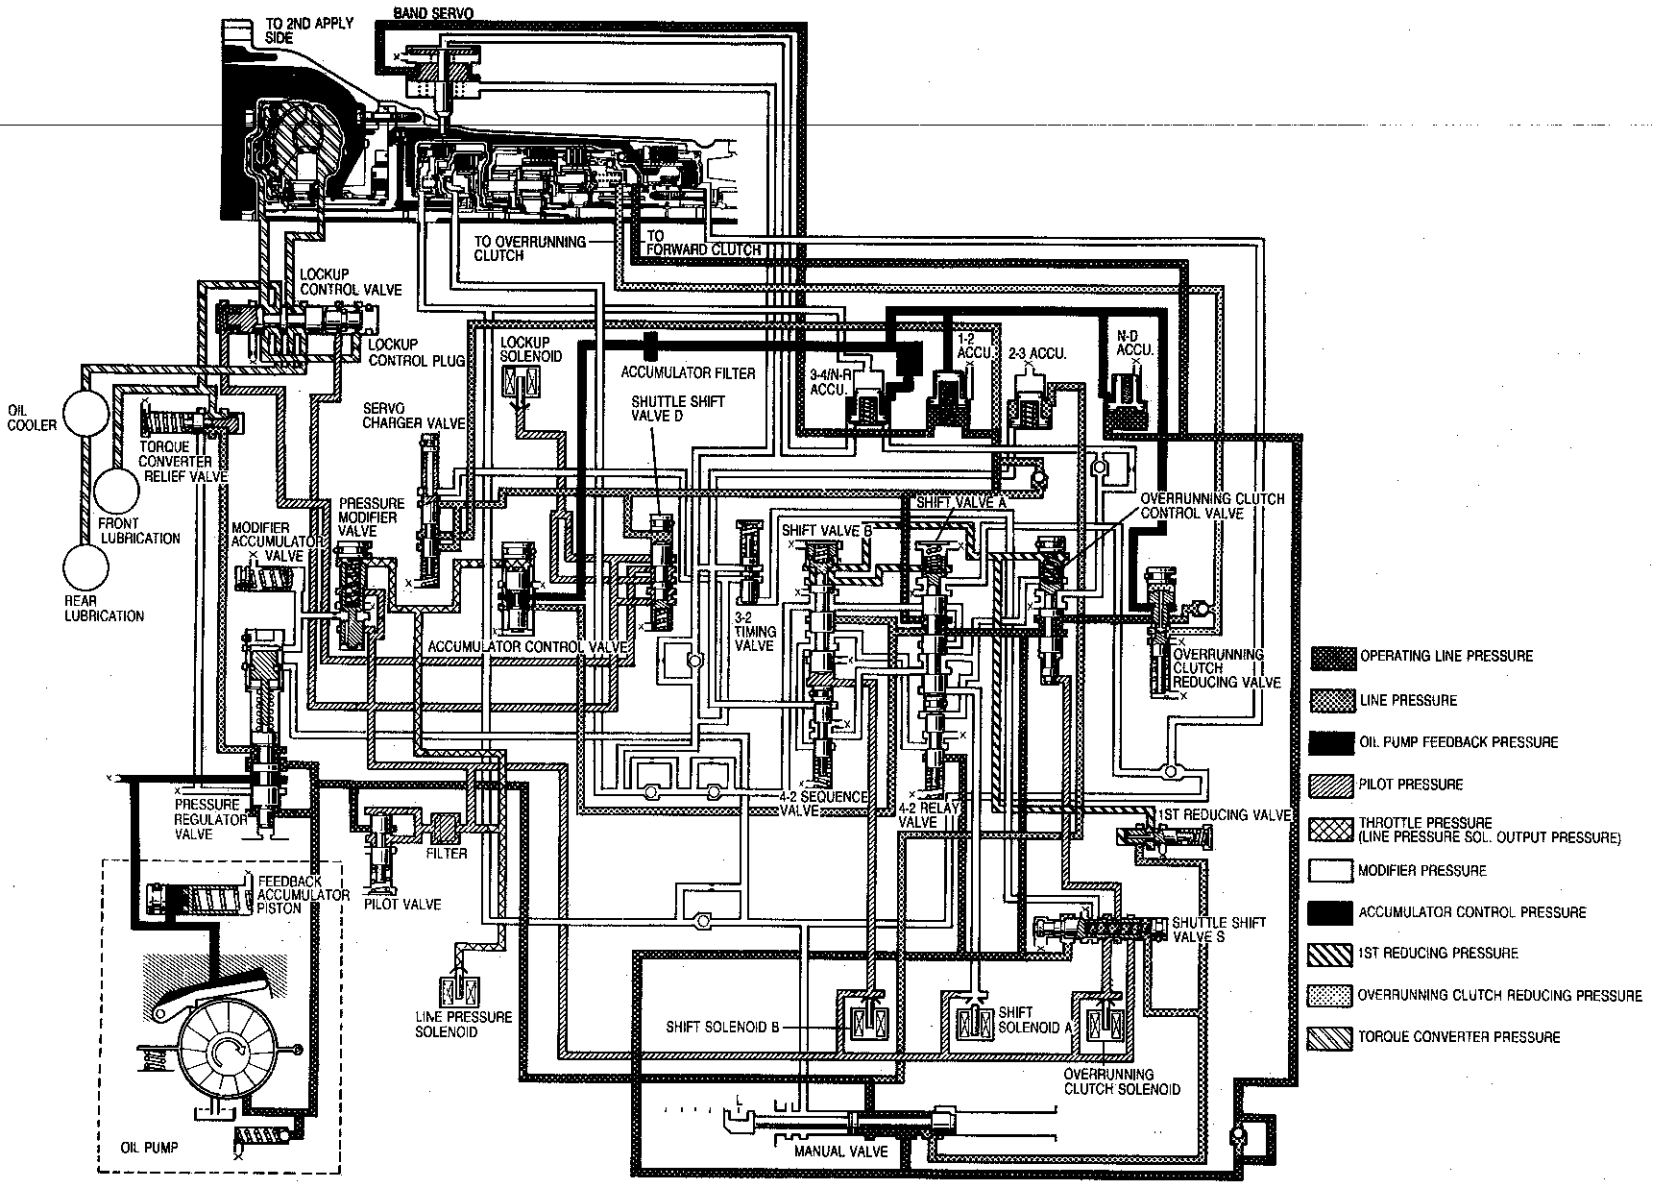 BAND SERVO
TO 2ND APPLY
SIDE
TO OVERRUNNING
CLUTCH
TO
FORWARD CLUTCH
LOCKUP
CONTROL VALVE
LOCKUP
CONTROL PLUG
LOCKUP
SOLENOID
ACCUMULATOR FILTER
1-2
ACCU.
2-3 ACCU.
N-D
ACCU.
3-4/N-R
ACCU.
OIL
COOLER
SERVO
CHARGER VALVE
SHUTTLE SHIFT
VALVE D
TORQUE
CONVERTER
RELIEF VALVE
FRONT
LUBRICATION
PRESSURE
MODIFIER
VALVE
MODIFIER
ACCUMULATOR
VALVE
SHIFT VALVE B
SHIFT VALVE A
OVERRUNNING CLUTCH
CONTROL VALVE
REAR
LUBRICATION
ACCUMULATOR CONTROL VALVE
3-2
TIMING
VALVE
OVERRUNNING
CLUTCH
REDUCING VALVE
OPERATING LINE PRESSURE
LINE PRESSURE
OIL PUMP FEEDBACK PRESSURE
PILOT PRESSURE
THROTTLE PRESSURE
(LINE PRESSURE SOL. OUTPUT PRESSURE)
MODIFIER PRESSURE
ACCUMULATOR CONTROL PRESSURE
1ST REDUCING PRESSURE
OVERRUNNING CLUTCH REDUCING PRESSURE
TORQUE CONVERTER PRESSURE
PRESSURE
REGULATOR
VALVE
4-2 SEQUENCE
VALVE
4-2 RELAY
VALVE
1ST REDUCING VALVE
FILTER
PILOT VALVE
FEEDBACK
ACCUMULATOR
PISTON
SHUTTLE SHIFT
VALVE S
LINE PRESSURE
SOLENOID
SHIFT SOLENOID B
SHIFT
SOLENOID A
OVERRUNNING
CLUTCH SOLENOID
OIL PUMP
MANUAL VALVE